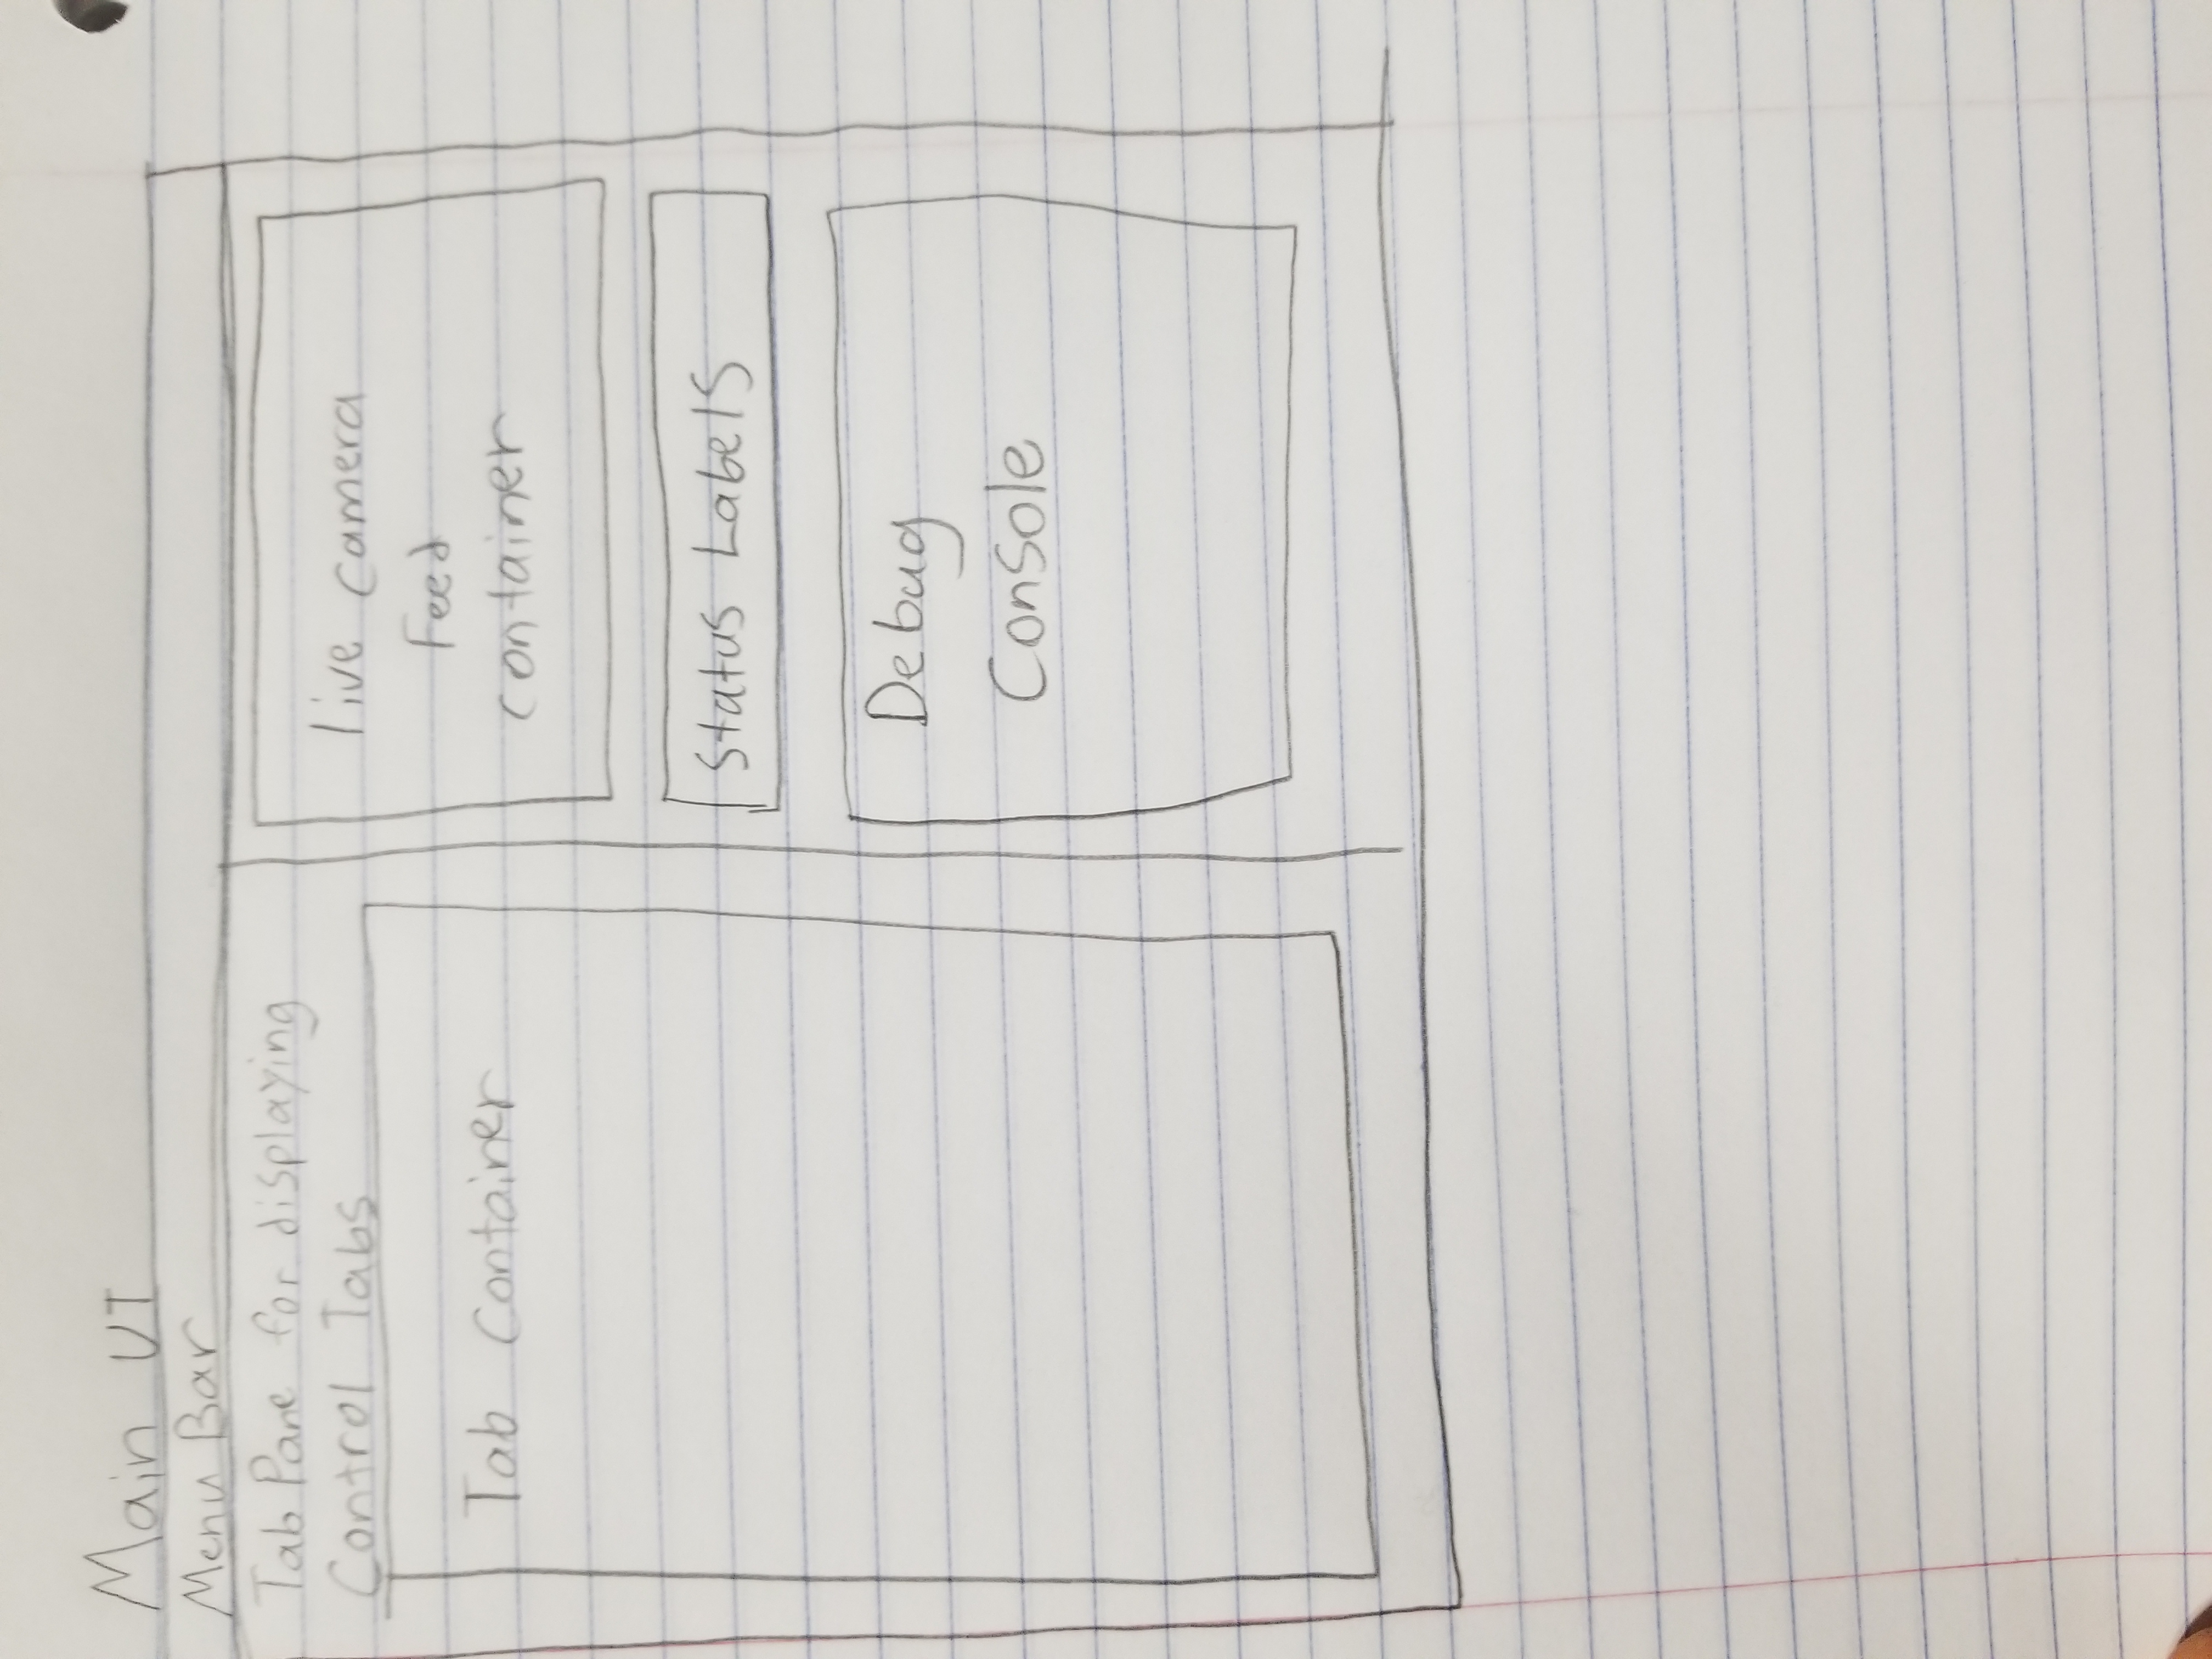 Main UI
Menu Bar
Tab Pane for displaying
Control Tabs
Tab Container
live camera
Feed
container
Status Labels
Debug
Console